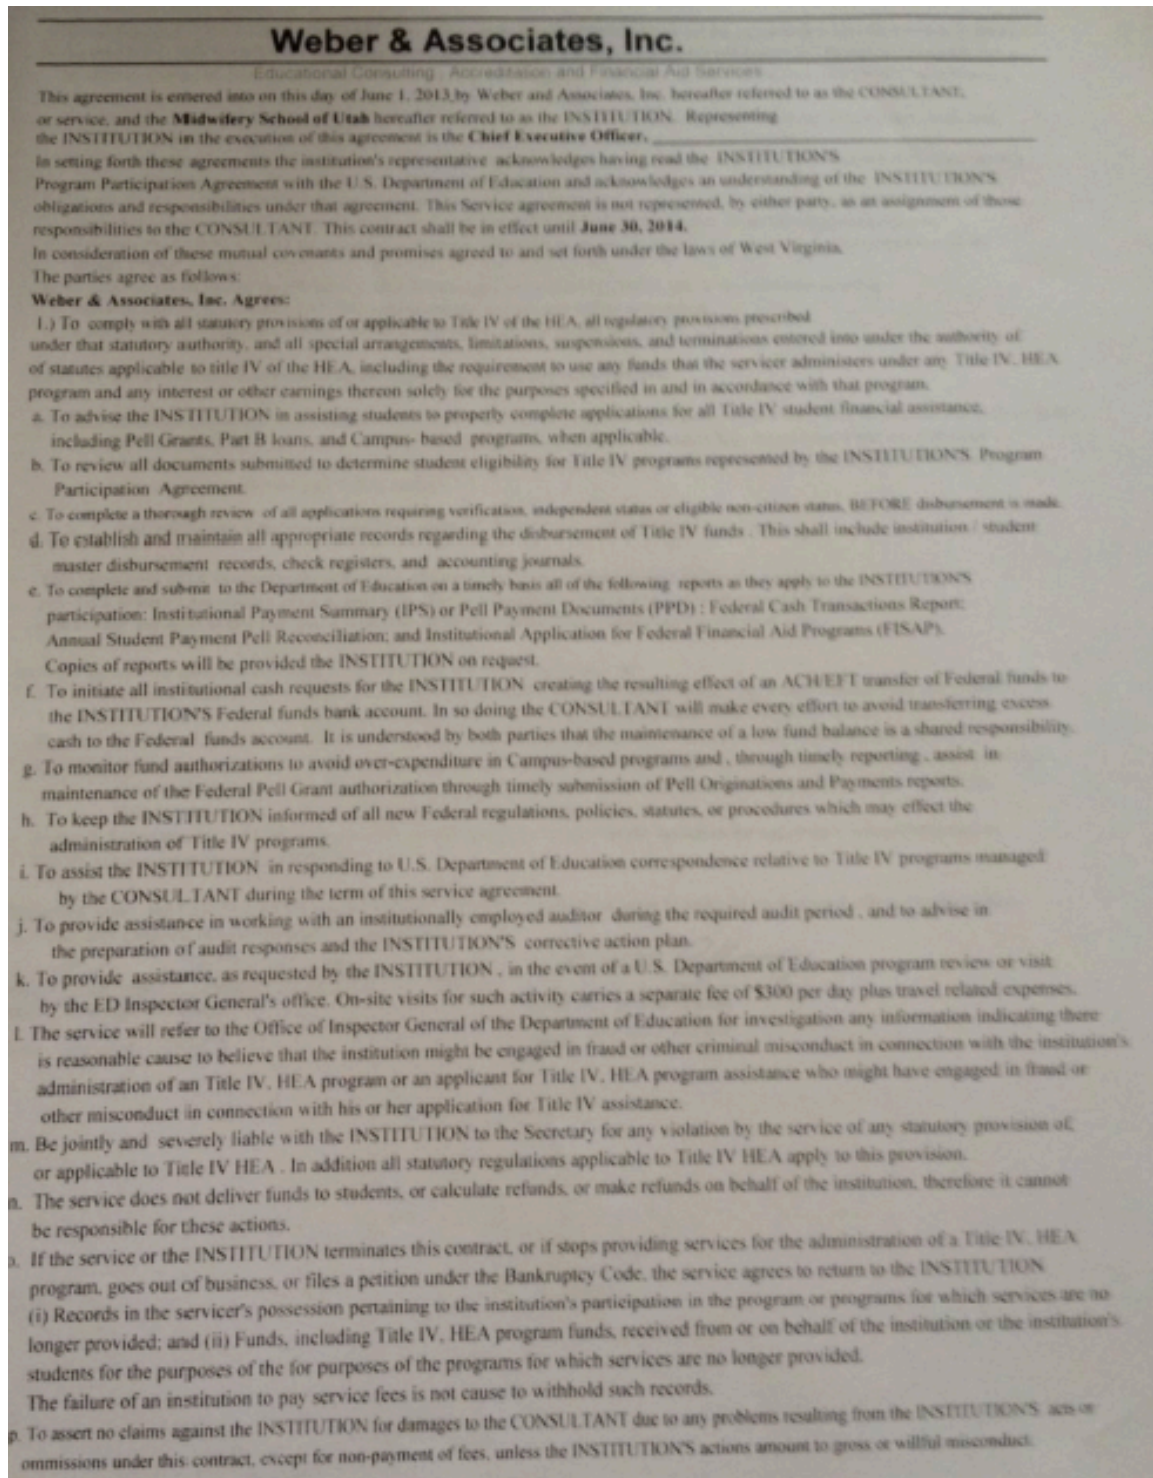 Weber & Associates, Inc.
Educational Consulting , Accreditation and Financial Aid Services
This agreement is entered into on this day of June 1, 2013 by Weber and Associates, Inc. hereafter referred to as the CONSULTANT,
or service, and the Midwifery School of Utah hereafter referred to as the INSTITUTION. Representing
the INSTITUTION in the execution of this agreement is the Chief Executive Officer,
In setting forth these agreements the institution's representative acknowledges having read the INSTITUTION'S
Program Participation Agreement with the U.S. Department of Education and acknowledges an understanding of the INSTITUTION'S
obligations and responsibilities under that agreement. This Service agreement is not represented, by either party, as an assignment of those
responsibilities to the CONSULTANT. This contract shall be in effect until June 30, 2014.
In consideration of these mutual covenants and promises agreed to and set forth under the laws of West Virginia.
The parties agree as follows:
Weber & Associates, Inc. Agrees:
1.) To comply with all statutory provisions of or applicable to Title IV of the HEA, all regulatory provisions prescribed
under that statutory authority, and all special arrangements, limitations, suspensions, and terminations entered into under the authority of
of statutes applicable to title IV of the HEA, including the requirement to use any funds that the servicer administers under any Title IV, HEA
program and any interest or other earnings thereon solely for the purposes specified in and in accordance with that program.
a. To advise the INSTITUTION in assisting students to properly complete applications for all Title IV student financial assistance,
including Pell Grants, Part B loans, and Campus- based programs, when applicable.
b. To review all documents submitted to determine student eligibility for Title IV programs represented by the INSTITUTION'S Program
Participation Agreement.
c. To complete a thorough review of all applications requiring verification, independent status or eligible non-citizen status, BEFORE disbursement is made.
d. To establish and maintain all appropriate records regarding the disbursement of Title IV funds . This shall include institution / student
master disbursement records, check registers, and accounting journals.
e. To complete and submit to the Department of Education on a timely basis all of the following reports as they apply to the INSTITUTION'S
participation: Institutional Payment Summary (IPS) or Pell Payment Documents (PPD) ; Federal Cash Transactions Report;
Annual Student Payment Pell Reconciliation; and Institutional Application for Federal Financial Aid Programs (FISAP).
Copies of reports will be provided the INSTITUTION on request.
f. To initiate all institutional cash requests for the INSTITUTION creating the resulting effect of an ACH/EFT transfer of Federal funds to
the INSTITUTION'S Federal funds bank account. In so doing the CONSULTANT will make every effort to avoid transferring excess
cash to the Federal funds account. It is understood by both parties that the maintenance of a low fund balance is a shared responsibility.
g. To monitor fund authorizations to avoid over-expenditure in Campus-based programs and , through timely reporting , assist in
maintenance of the Federal Pell Grant authorization through timely submission of Pell Originations and Payments reports.
h. To keep the INSTITUTION informed of all new Federal regulations, policies, statutes, or procedures which may effect the
administration of Title IV programs.
i. To assist the INSTITUTION in responding to U.S. Department of Education correspondence relative to Title IV programs managed
by the CONSULTANT during the term of this service agreement.
j. To provide assistance in working with an institutionally employed auditor during the required audit period , and to advise in
the preparation of audit responses and the INSTITUTION'S corrective action plan.
k. To provide assistance, as requested by the INSTITUTION , in the event of a U.S. Department of Education program review or visit
by the ED Inspector General's office. On-site visits for such activity carries a separate fee of $300 per day plus travel related expenses.
l. The service will refer to the Office of Inspector General of the Department of Education for investigation any information indicating there
is reasonable cause to believe that the institution might be engaged in fraud or other criminal misconduct in connection with the institution's
administration of an Title IV, HEA program or an applicant for Title IV, HEA program assistance who might have engaged in fraud or
other misconduct in connection with his or her application for Title IV assistance.
m. Be jointly and severely liable with the INSTITUTION to the Secretary for any violation by the service of any statutory provision of,
or applicable to Title IV HEA . In addition all statutory regulations applicable to Title IV HEA apply to this provision.
n. The service does not deliver funds to students, or calculate refunds, or make refunds on behalf of the institution, therefore it cannot
be responsible for these actions.
o. If the service or the INSTITUTION terminates this contract, or if stops providing services for the administration of a Title IV, HEA
program, goes out of business, or files a petition under the Bankruptcy Code, the service agrees to return to the INSTITUTION
(i) Records in the servicer's possession pertaining to the institution's participation in the program or programs for which services are no
longer provided; and (ii) Funds, including Title IV, HEA program funds, received from or on behalf of the institution or the institution's
students for the purposes of the for purposes of the programs for which services are no longer provided.
The failure of an institution to pay service fees is not cause to withhold such records.
p. To assert no claims against the INSTITUTION for damages to the CONSULTANT due to any problems resulting from the INSTITUTION'S acts or
ommissions under this contract, except for non-payment of fees, unless the INSTITUTION'S actions amount to gross or willful misconduct.